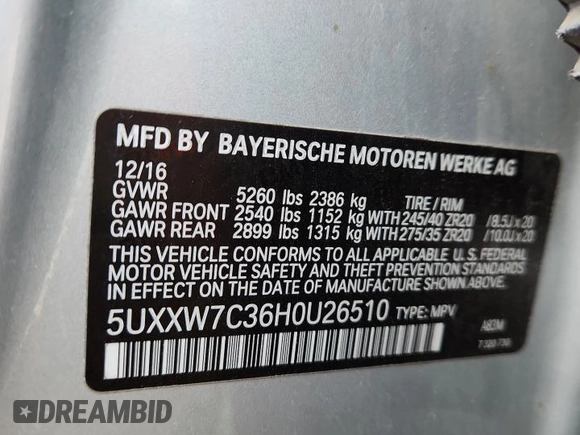 MFD BY BAYERISCHE MOTOREN WERKE AG
12/16
GVWR 5260 lbs 2386 kg TIRE / RIM
GAWR FRONT 2540 lbs 1152 kg WITH 245/40 ZR20 / 8.5J x 20
GAWR REAR 2899 lbs 1315 kg WITH 275/35 ZR20 / 10.0J x 20
THIS VEHICLE CONFORMS TO ALL APPLICABLE U. S. FEDERAL
MOTOR VEHICLE SAFETY AND THEFT PREVENTION STANDARDS
IN EFFECT ON THE DATE OF MANUFACTURE SHOWN ABOVE.
5UXXW7C36H0U26510 TYPE: MPV
A83M
DREAMBID